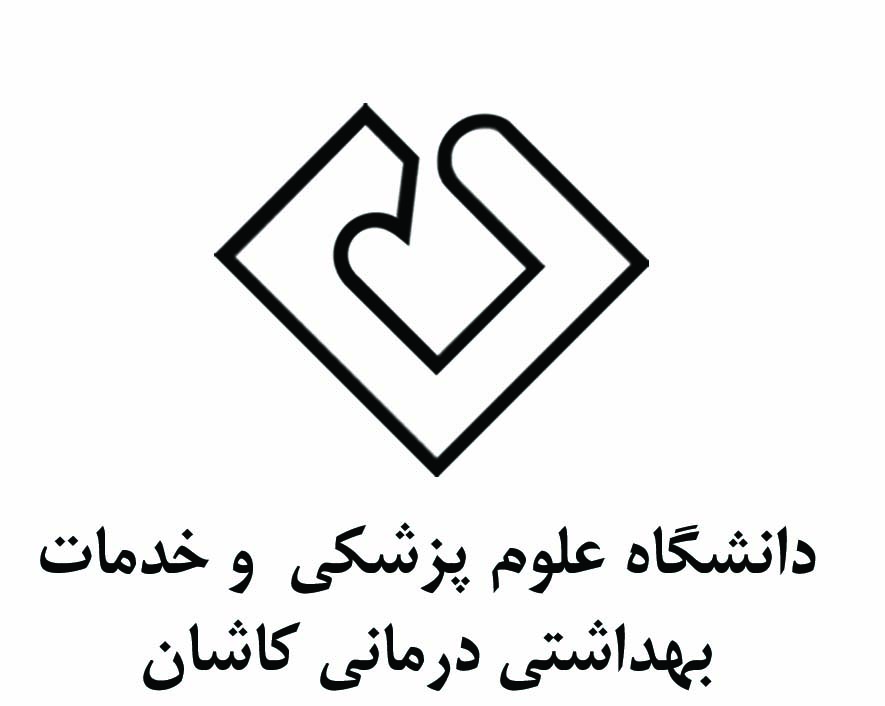 دانشگاه علوم پزشکی و خدمات
بهداشتی درمانی کاشان